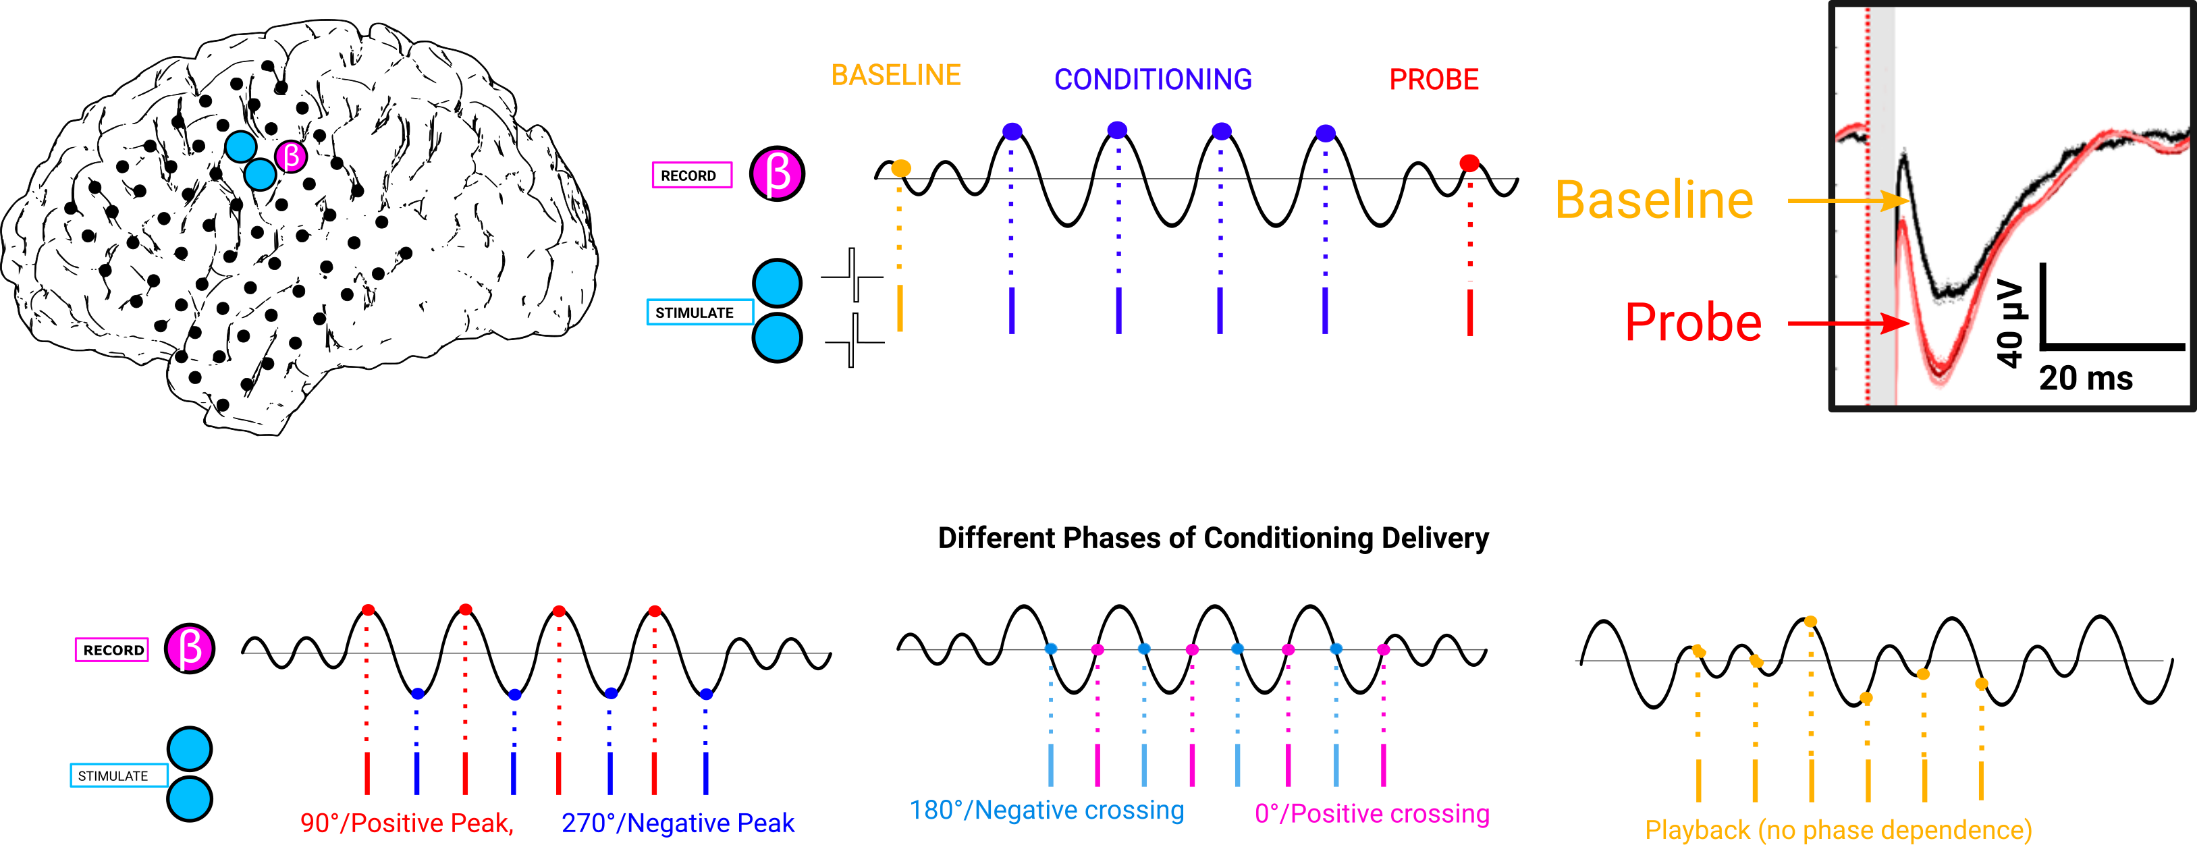 BASELINE
CONDITIONING
PROBE
β
RECORD
β
STIMULATE
Baseline
Probe
40 µV
20 ms
Different Phases of Conditioning Delivery
RECORD
β
STIMULATE
90°/Positive Peak,
270°/Negative Peak
180°/Negative crossing
0°/Positive crossing
Playback (no phase dependence)